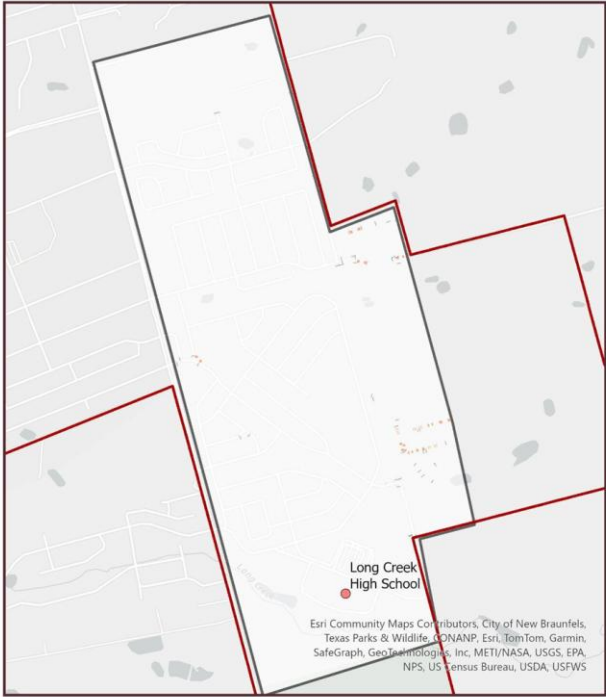 Long Creek
High School
Esri Community Maps Contributors, City of New Braunfels,
Texas Parks & Wildlife, CONANP, Esri, TomTom, Garmin,
SafeGraph, GeoTechnologies, Inc, METI/NASA, USGS, EPA,
NPS, US Census Bureau, USDA, USFWS